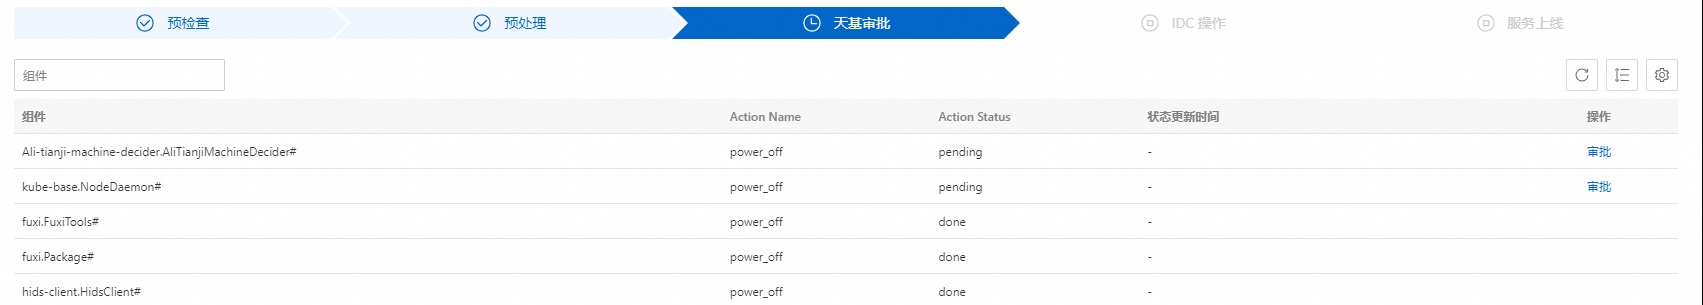 预检查 预处理 天基审批 IDC 操作 服务上线
组件
组件 Action Name Action Status 状态更新时间 操作
Ali-tianji-machine-decider.AliTianjiMachineDecider# power_off pending - 审批
kube-base.NodeDaemon# power_off pending - 审批
fuxi.FuxiTools# power_off done -
fuxi.Package# power_off done -
hids-client.HidsClient# power_off done -